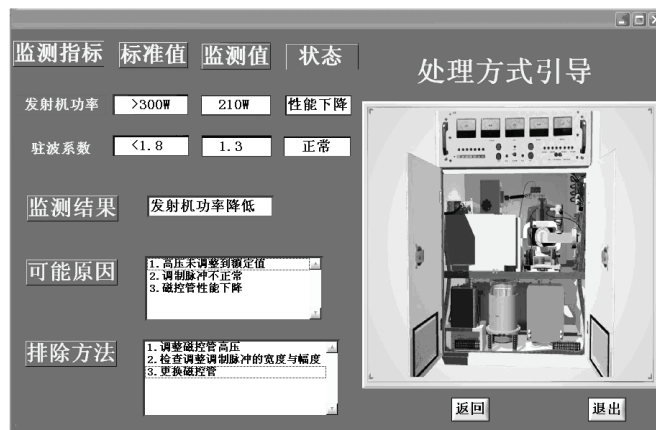 监测指标 标准值 监测值 状态
处理方式引导
发射机功率 >300W 210W 性能下降
驻波系数 <1.8 1.3 正常
监测结果 发射机功率降低
可能原因
1.高压未调整到额定值
2.调制脉冲不正常
3.磁控管性能下降
排除方法
1.调整磁控管高压
2.检查调整调制脉冲的宽度与幅度
3.更换磁控管
返回 退出